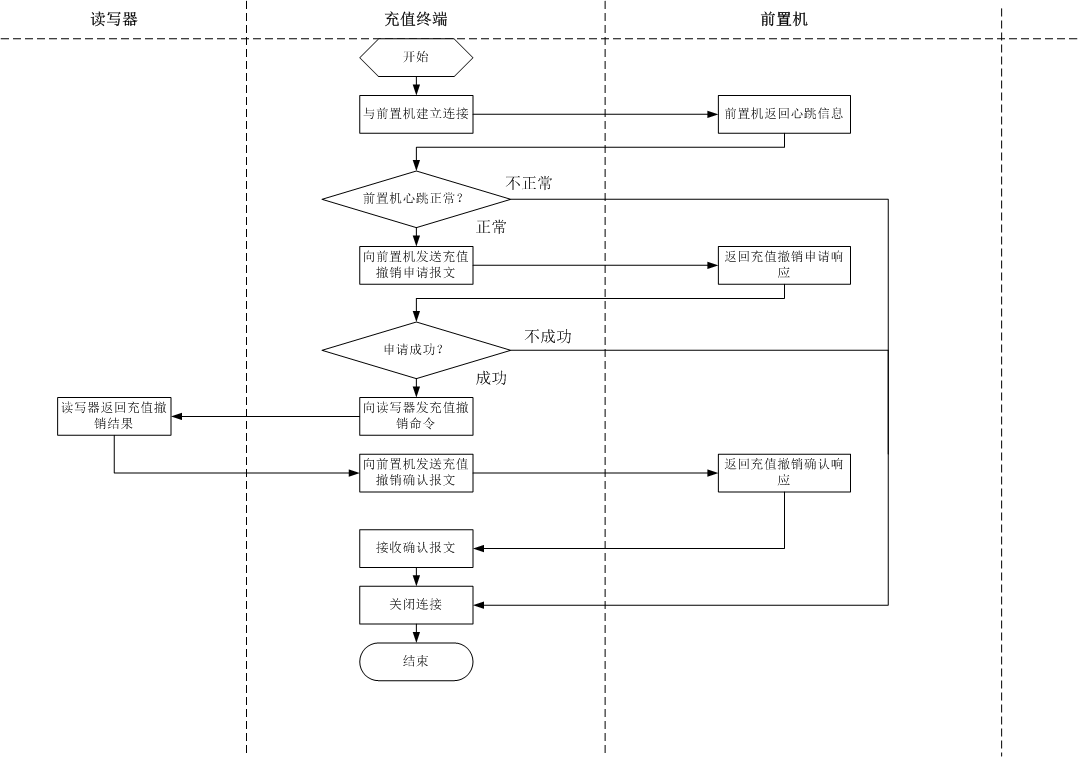 读写器
充值终端
前置机
开始
与前置机建立连接
前置机返回心跳信息
前置机心跳正常?
不正常
正常
向前置机发送充值
撤销申请报文
返回充值撤销申请响
应
申请成功?
不成功
成功
读写器返回充值撤
销结果
向读写器发充值撤
销命令
向前置机发送充值
撤销确认报文
返回充值撤销确认响
应
接收确认报文
关闭连接
结束